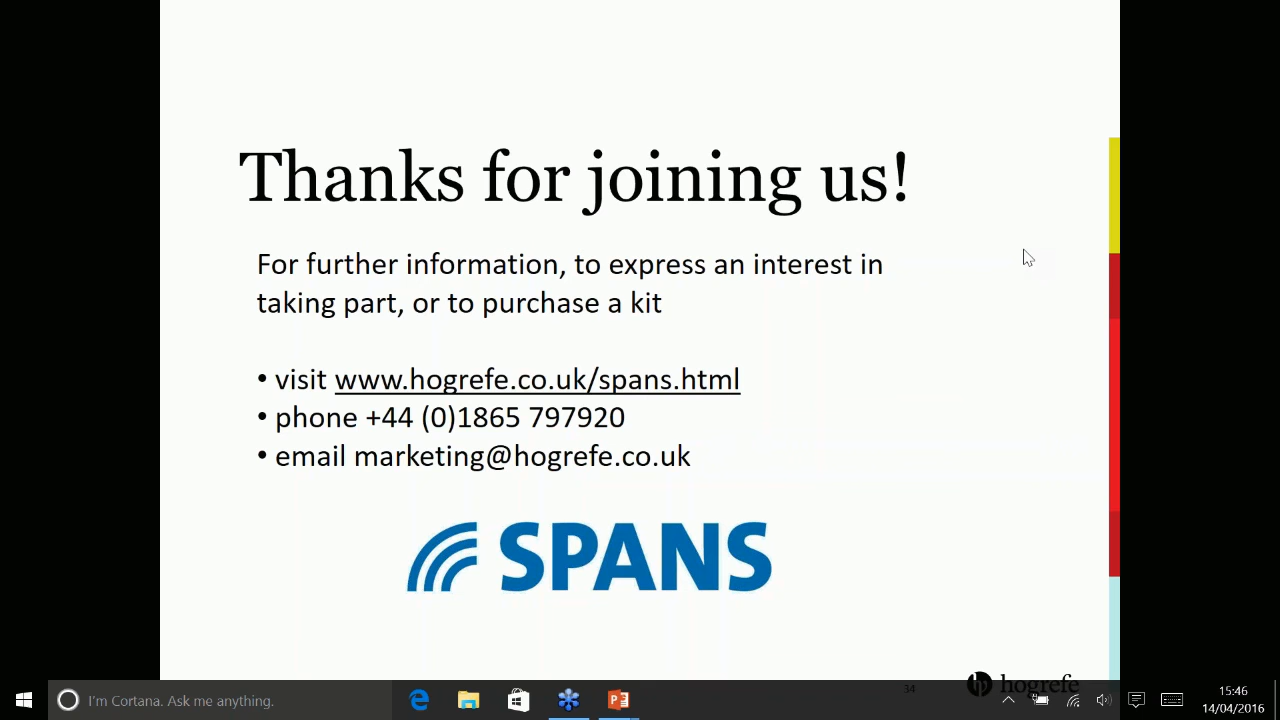 Thanks for joining us!
For further information, to express an interest in
taking part, or to purchase a kit
• visit www.hogrefe.co.uk/spans.html
• phone +44 (0)1865 797920
• email marketing@hogrefe.co.uk
SPANS
34
hogrefe
I'm Cortana. Ask me anything.
15:46
14/04/2016